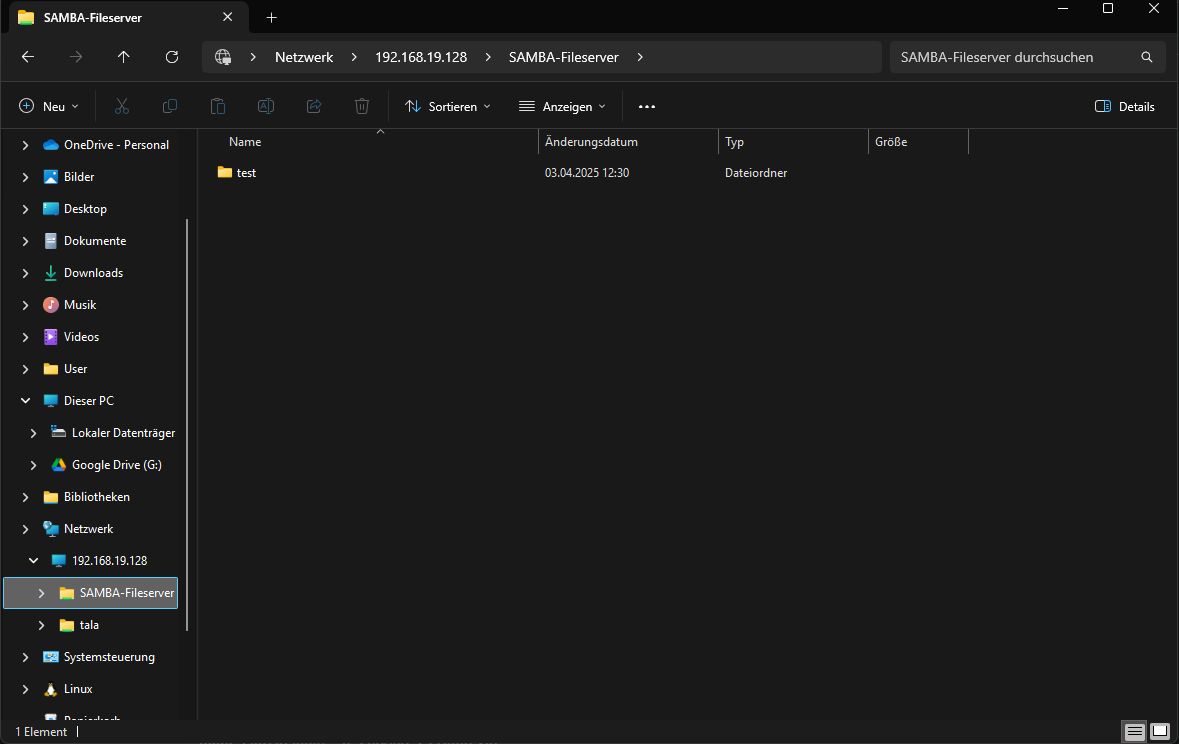 SAMBA-Fileserver
Netzwerk 192.168.19.128 SAMBA-Fileserver
SAMBA-Fileserver durchsuchen
Neu Sortieren Anzeigen Details
OneDrive - Personal
Bilder
Desktop
Dokumente
Downloads
Musik
Videos
User
Dieser PC
Lokaler Datenträger
Google Drive (G:)
Bibliotheken
Netzwerk
192.168.19.128
SAMBA-Fileserver
tala
Systemsteuerung
Linux
Papierkorb
Name Änderungsdatum Typ Größe
test 03.04.2025 12:30 Dateiordner
1 Element